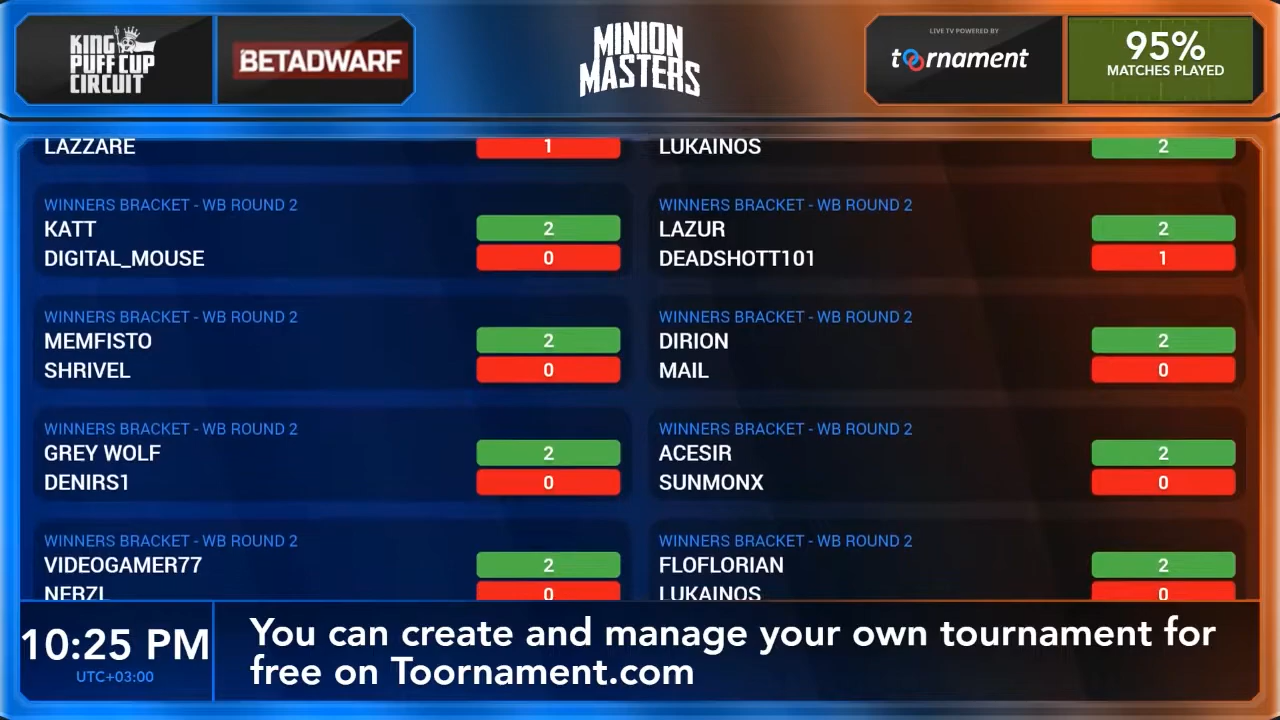 KING
PUFF CUP
CIRCUIT
BETADWARF
MINION
MASTERS
LIVE TV POWERED BY
toornament
95%
MATCHES PLAYED
LAZZARE 1
LUKAINOS 2
WINNERS BRACKET - WB ROUND 2
KATT 2
DIGITAL_MOUSE 0
WINNERS BRACKET - WB ROUND 2
LAZUR 2
DEADSHOTT101 1
WINNERS BRACKET - WB ROUND 2
MEMFISTO 2
SHRIVEL 0
WINNERS BRACKET - WB ROUND 2
DIRION 2
MAIL 0
WINNERS BRACKET - WB ROUND 2
GREY WOLF 2
DENIRS1 0
WINNERS BRACKET - WB ROUND 2
ACESIR 2
SUNMONX 0
WINNERS BRACKET - WB ROUND 2
VIDEOGAMER77 2
NERZL 0
WINNERS BRACKET - WB ROUND 2
FLOFLORIAN 2
LUKAINOS 0
10:25 PM
UTC+03:00
You can create and manage your own tournament for
free on Toornament.com